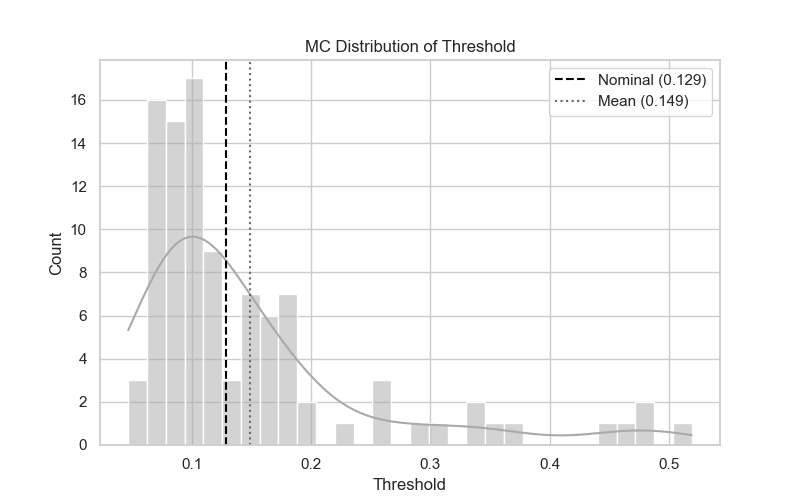 MC Distribution of Threshold
Nominal (0.129)
Mean (0.149)
Count
16
14
12
10
8
6
4
2
0
0.1 0.2 0.3 0.4 0.5
Threshold